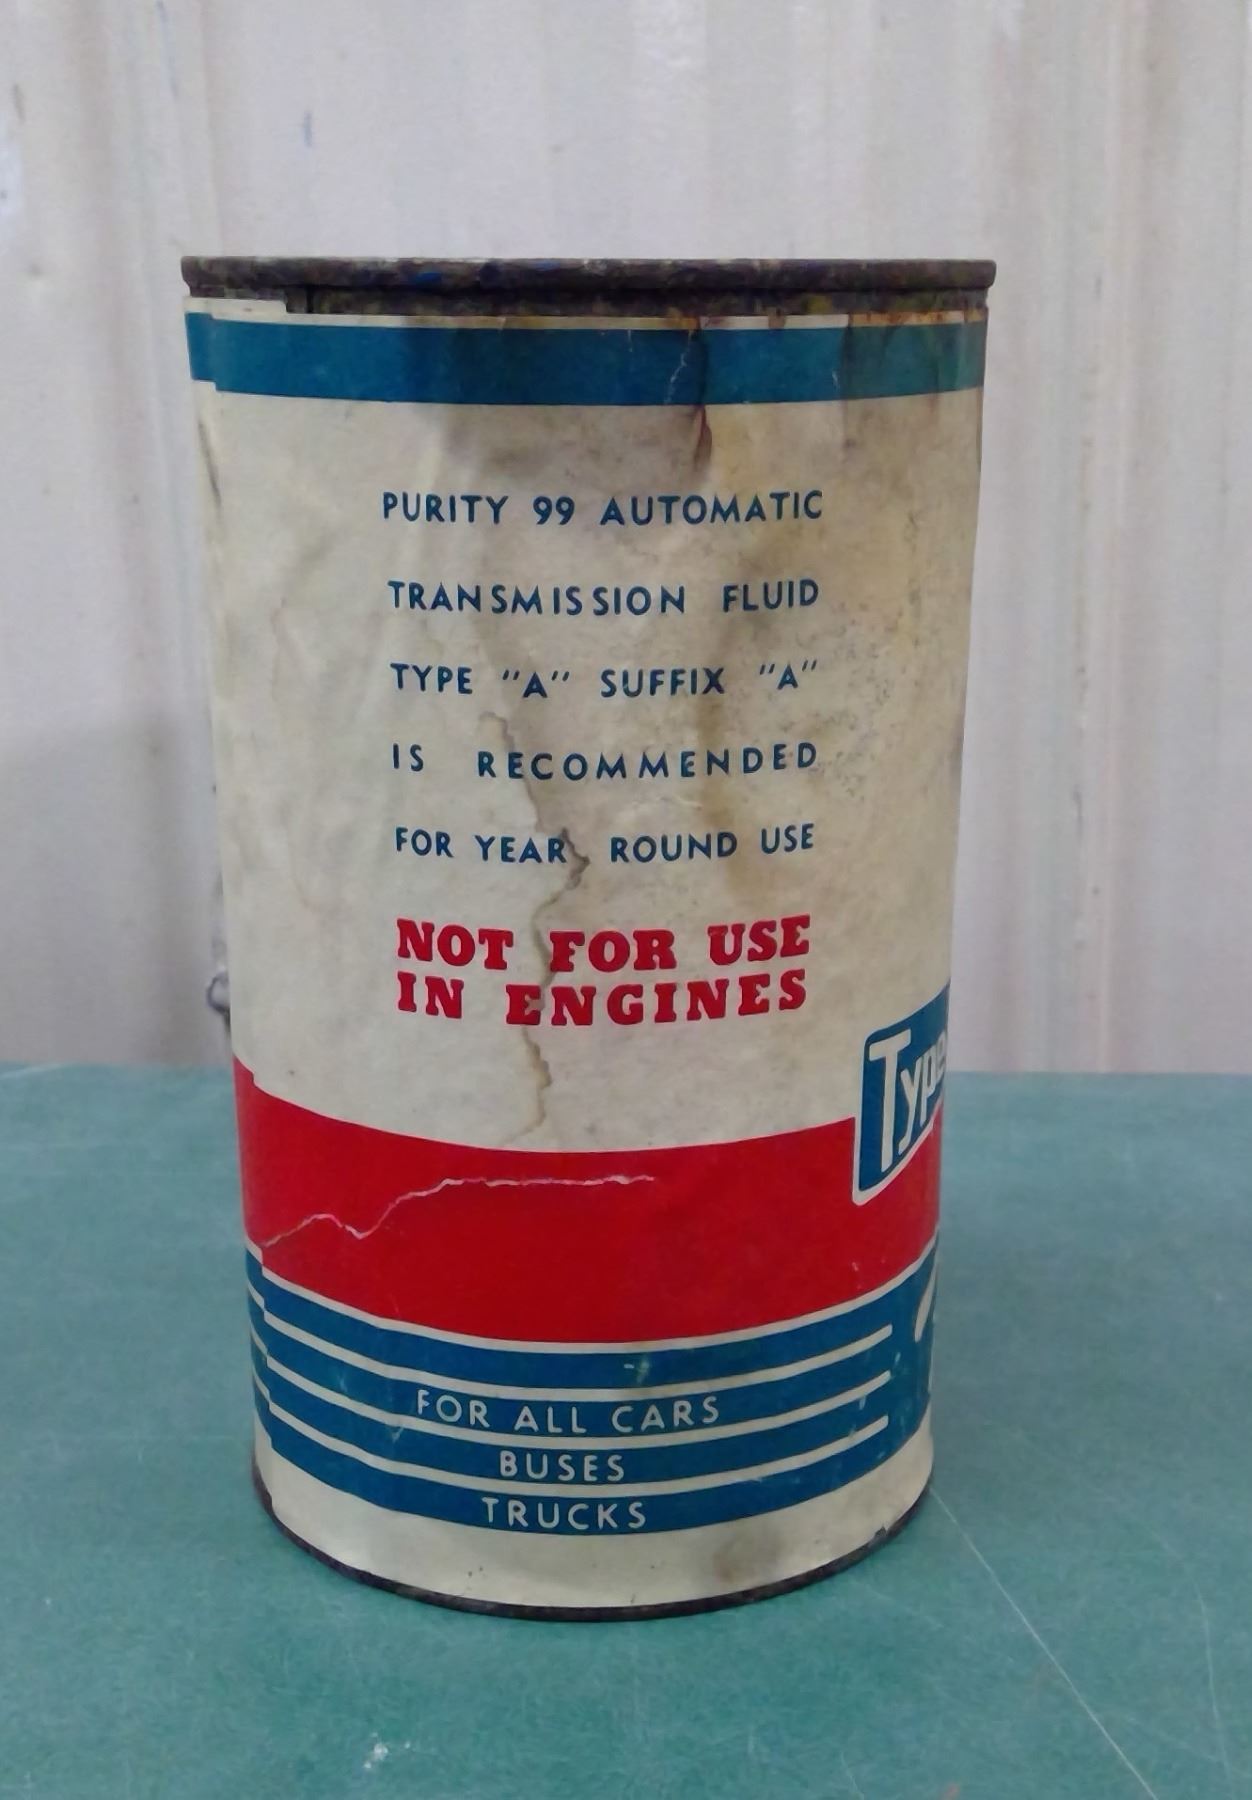 PURITY 99 AUTOMATIC
TRANSMISSION FLUID
TYPE "A" SUFFIX "A"
IS RECOMMENDED
FOR YEAR ROUND USE
NOT FOR USE
IN ENGINES
Type
FOR ALL CARS
BUSES
TRUCKS